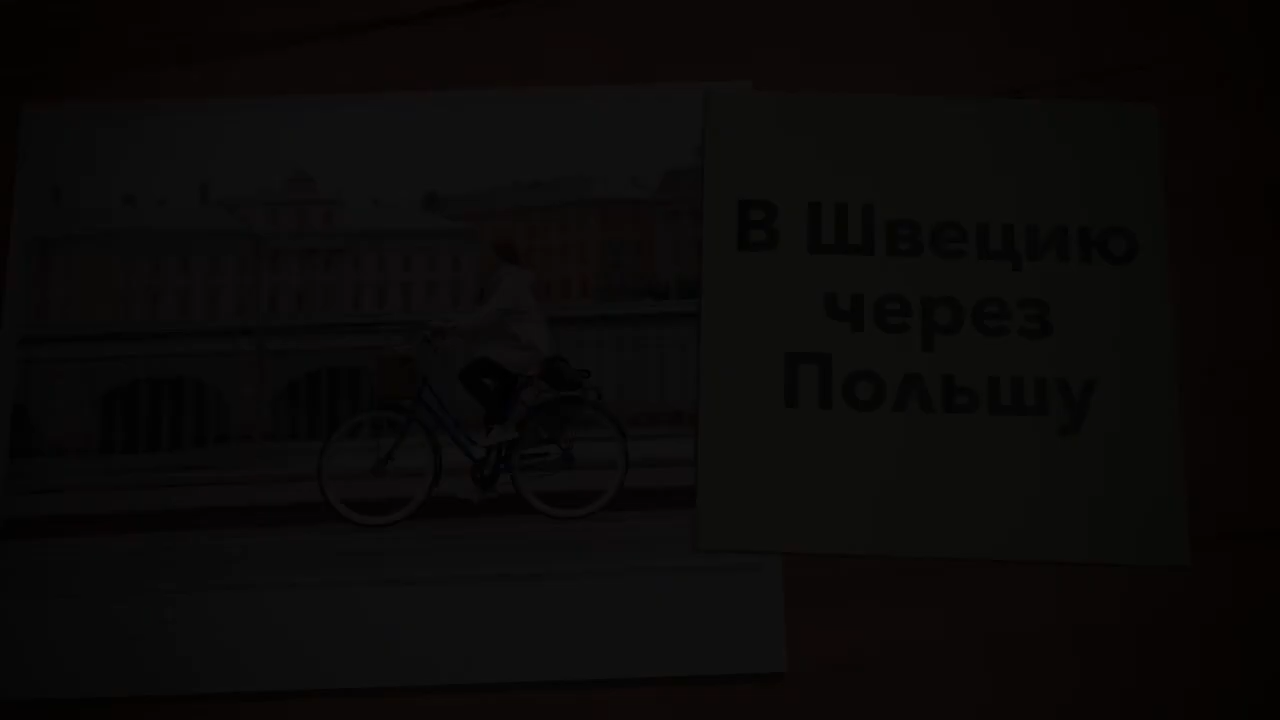 В Швецию
через
Польшу